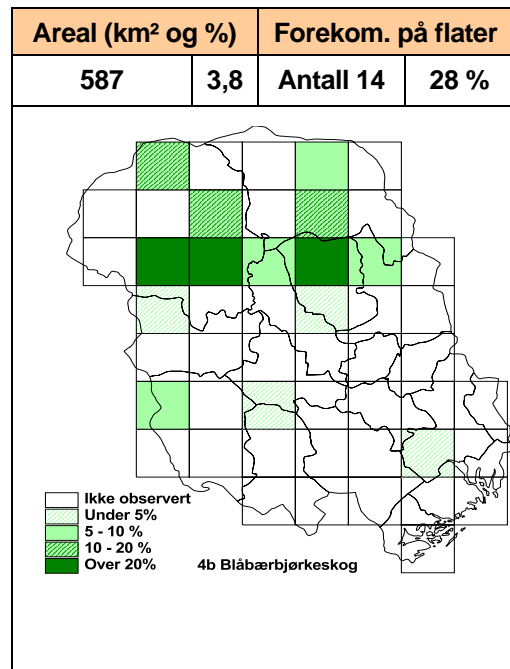 Areal (km² og %) Forekom. på flater
587 3,8 Antall 14 28 %
Ikke observert
Under 5%
5 - 10 %
10 - 20 %
Over 20% 4b Blåbærbjørkeskog